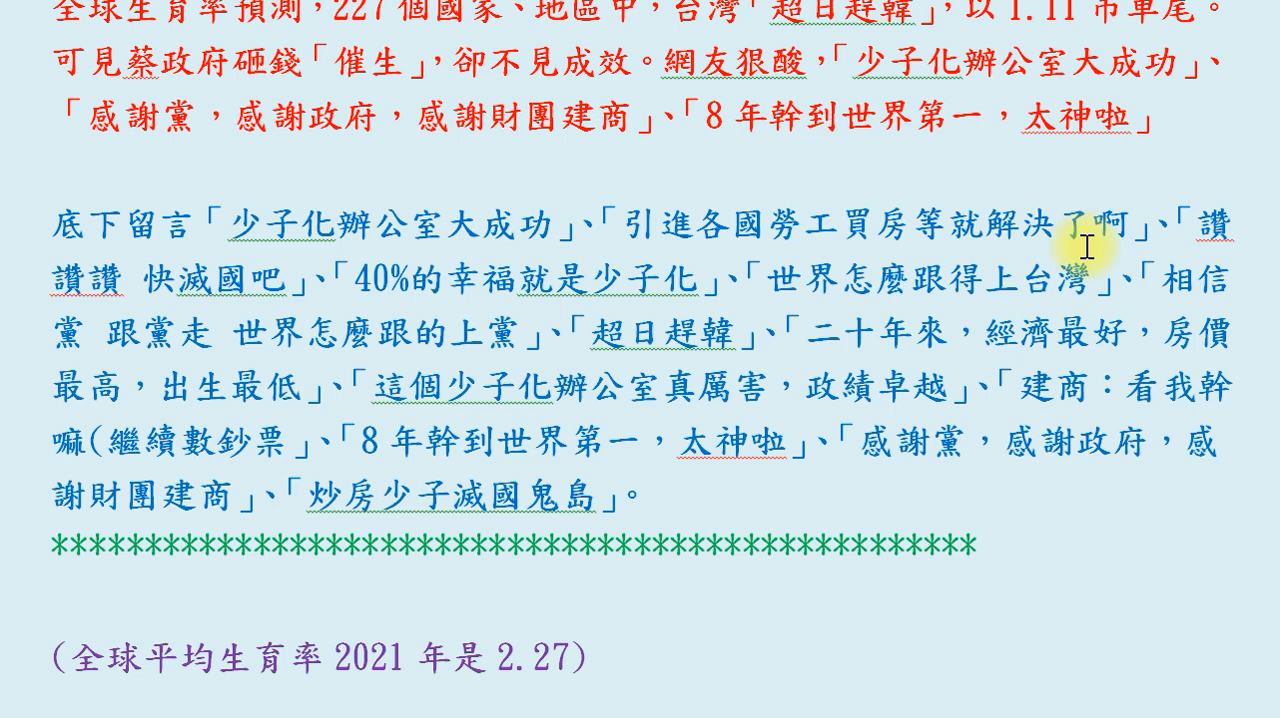 全球生育率預測，227 個國家、地區中，台灣「超日趕韓」，以 1.11 吊車尾。
可見蔡政府砸錢「催生」，卻不見成效。網友狠酸，「少子化辦公室大成功」、
「感謝黨，感謝政府，感謝財團建商」、「8 年幹到世界第一，太神啦」
底下留言「少子化辦公室大成功」、「引進各國勞工買房等就解決了啊」、「讚
讚讚 快滅國吧」、「40%的幸福就是少子化」、「世界怎麼跟得上台灣」、「相信
黨 跟黨走 世界怎麼跟的上黨」、「超日趕韓」、「二十年來，經濟最好，房價
最高，出生最低」、「這個少子化辦公室真厲害，政績卓越」、「建商：看我幹
嘛(繼續數鈔票」、「8 年幹到世界第一，太神啦」、「感謝黨，感謝政府，感
謝財團建商」、「炒房少子滅國鬼島」。
**************************************************
(全球平均生育率 2021 年是 2.27)